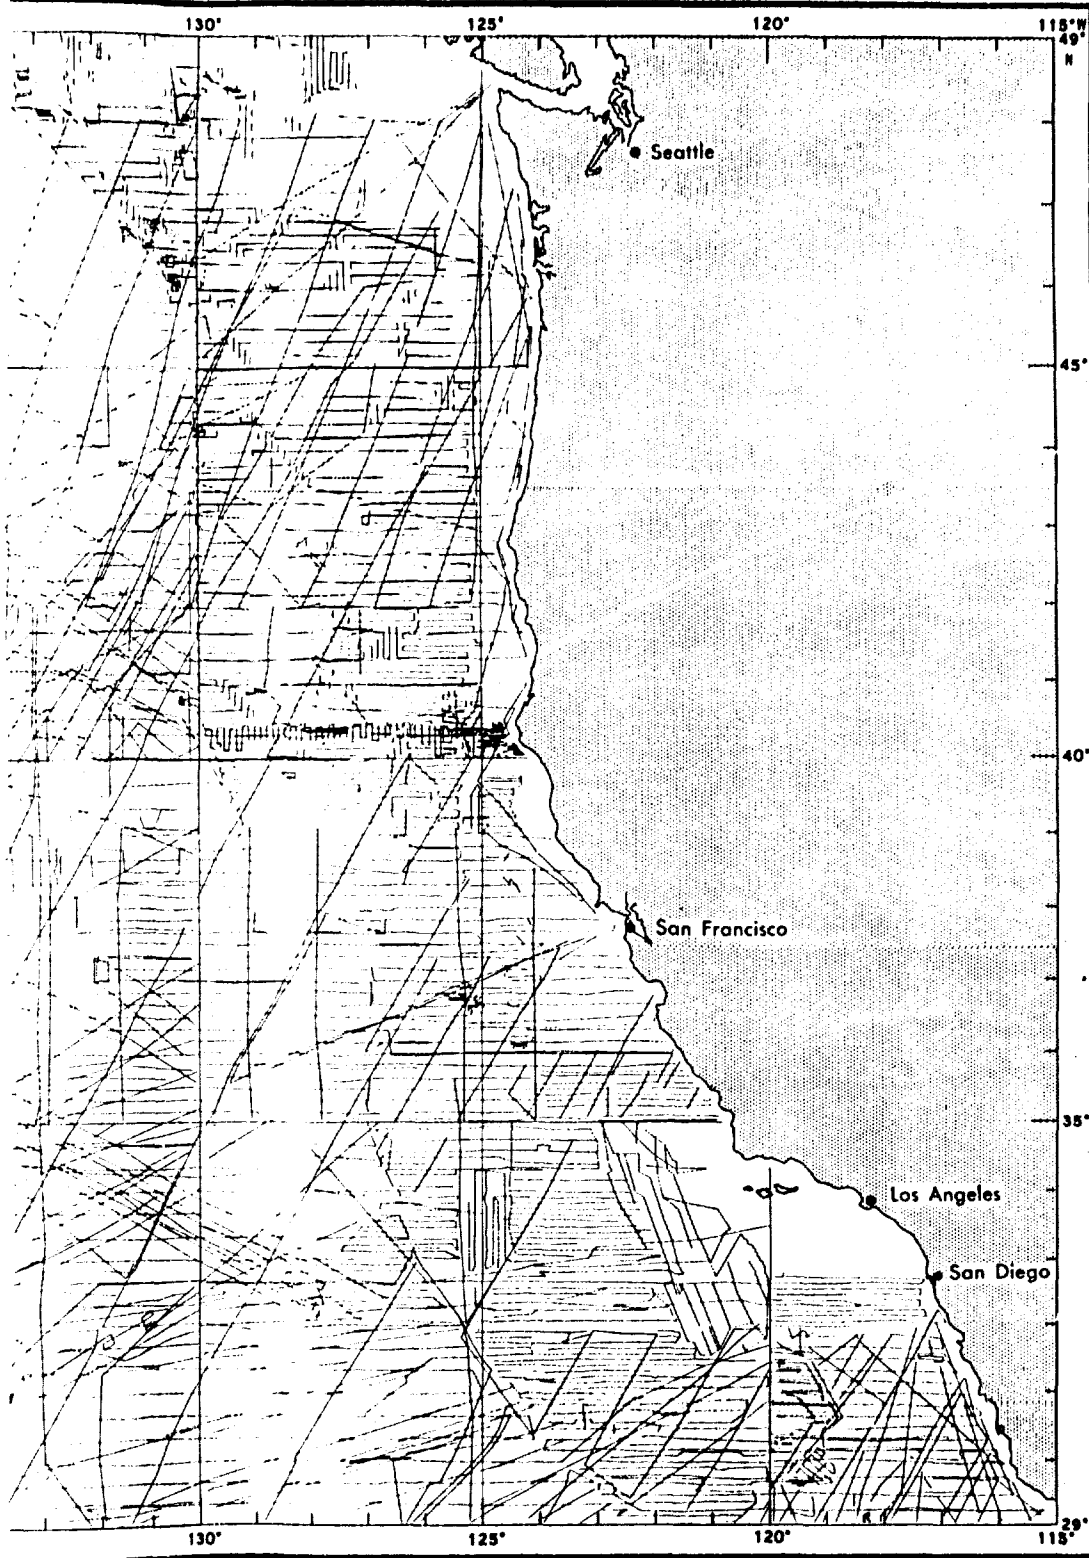 130° 125° 120° 115°W
49°
N
Seattle
45°
40°
San Francisco
35°
Los Angeles
San Diego
29°
130° 125° 120° 115°